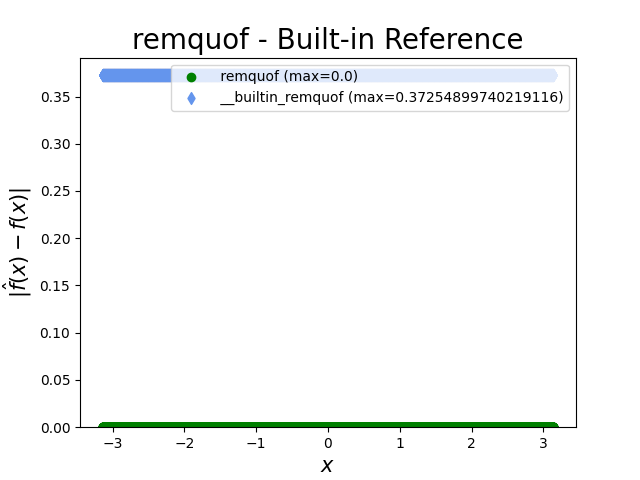 remquof - Built-in Reference
remquof (max=0.0)
__builtin_remquof (max=0.37254899740219116)
|f̂(x) − f(x)|
0.35
0.30
0.25
0.20
0.15
0.10
0.05
0.00
−3 −2 −1 0 1 2 3
x